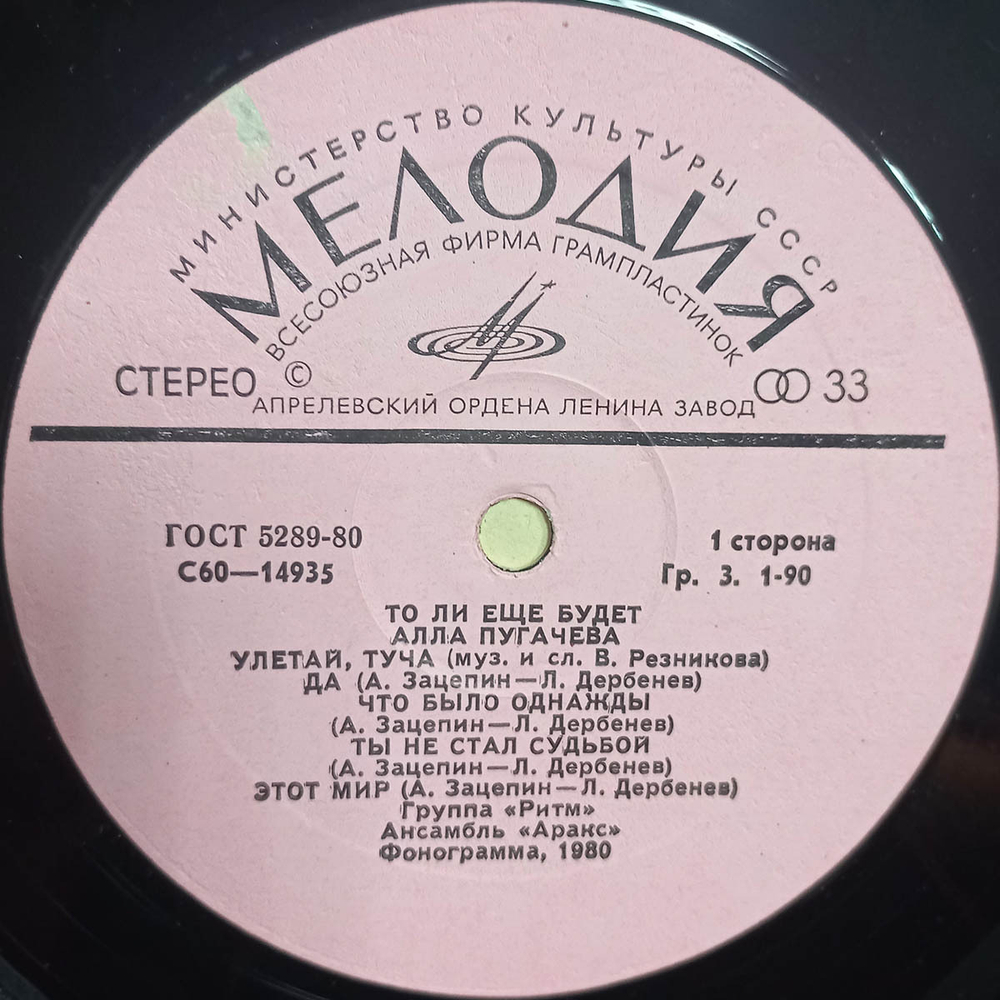 МИНИСТЕРСТВО КУЛЬТУРЫ СССР
МЕЛОДИЯ
ВСЕСОЮЗНАЯ ФИРМА ГРАМПЛАСТИНОК
СТЕРЕО © 33
АПРЕЛЕВСКИЙ ОРДЕНА ЛЕНИНА ЗАВОД
ГОСТ 5289-80 1 сторона
С60—14935 Гр. 3. 1-90
ТО ЛИ ЕЩЕ БУДЕТ
АЛЛА ПУГАЧЕВА
УЛЕТАЙ, ТУЧА (муз. и сл. В. Резникова)
ДА (А. Зацепин—Л. Дербенев)
ЧТО БЫЛО ОДНАЖДЫ
(А. Зацепин—Л. Дербенев)
ТЫ НЕ СТАЛ СУДЬБОЙ
(А. Зацепин—Л. Дербенев)
ЭТОТ МИР (А. Зацепин—Л. Дербенев)
Группа «Ритм»
Ансамбль «Аракс»
Фонограмма, 1980